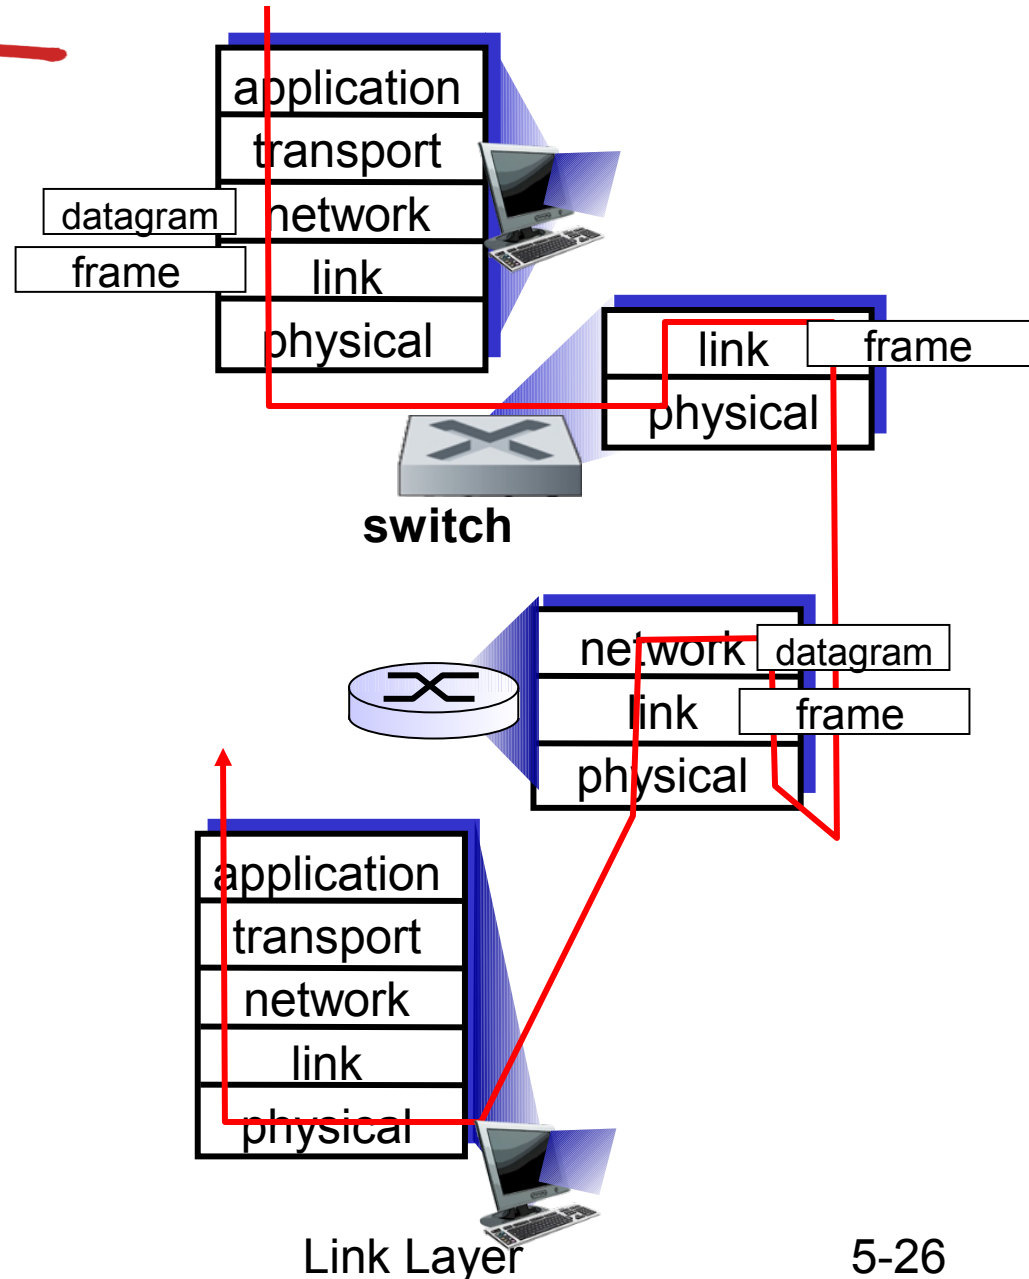 application
transport
datagram
network
frame
link
physical
link
frame
physical
switch
network
datagram
link
frame
physical
application
transport
network
link
physical
Link Layer
5-26